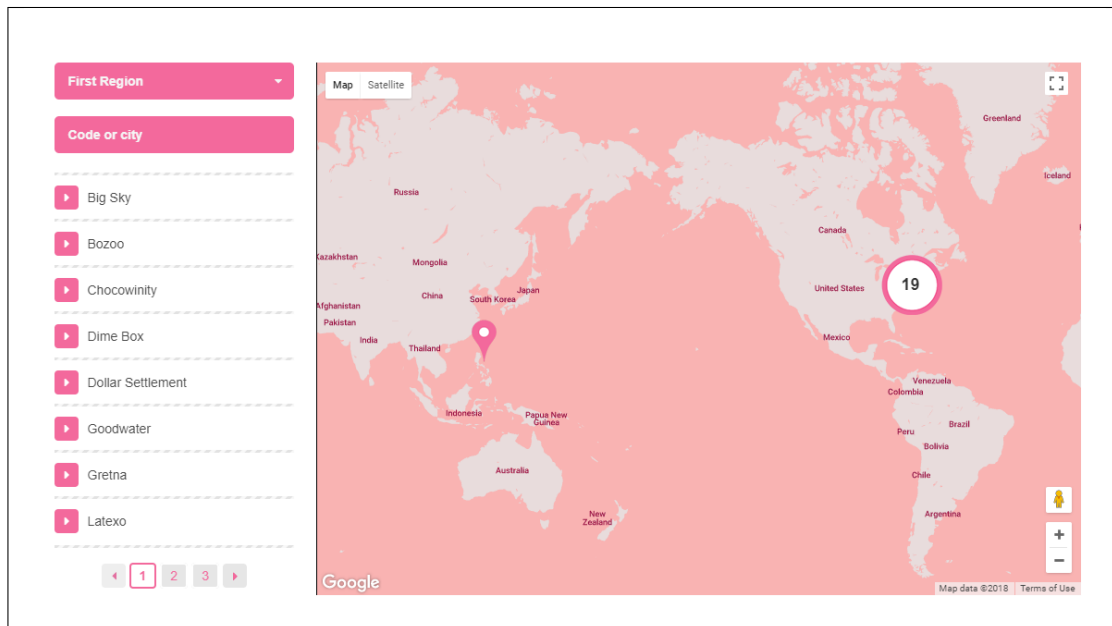 First Region
Code or city
Big Sky
Bozoo
Chocowinity
Dime Box
Dollar Settlement
Goodwater
Gretna
Latexo
1 2 3
Map Satellite
Greenland
Iceland
Russia
Canada
Kazakhstan
Mongolia
19
United States
Japan
China
South Korea
Afghanistan
Pakistan
India
Thailand
Mexico
Venezuela
Colombia
Indonesia
Papua New
Guinea
Brazil
Peru
Bolivia
Australia
Chile
New
Zealand
Argentina
+
−
Google
Map data ©2018 Terms of Use